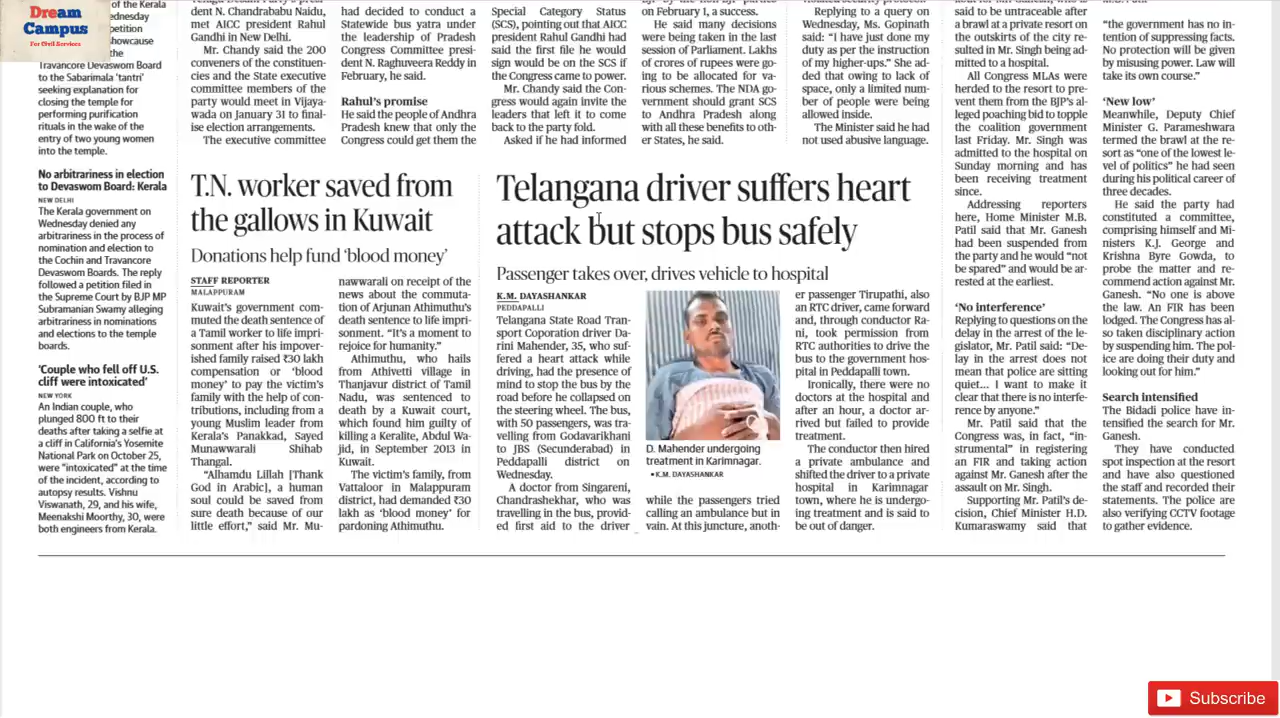 Dream
Campus
For Civil Services
of the Kerala
ednesday
petition
showcase
the
Travancore Devaswom Board
to the Sabarimala 'tantri'
seeking explanation for
closing the temple for
performing purification
rituals in the wake of the
entry of two young women
into the temple.
No arbitrariness in election
to Devaswom Board: Kerala
NEW DELHI
The Kerala government on
Wednesday denied any
arbitrariness in the process of
nomination and election to
the Cochin and Travancore
Devaswom Boards. The reply
followed a petition filed in
the Supreme Court by BJP MP
Subramanian Swamy alleging
arbitrariness in nominations
and elections to the temple
boards.
'Couple who fell off U.S.
cliff were intoxicated'
NEW YORK
An Indian couple, who
plunged 800 ft to their
deaths after taking a selfie at
a cliff in California's Yosemite
National Park on October 25,
were "intoxicated" at the time
of the incident, according to
autopsy results. Vishnu
Viswanath, 29, and his wife,
Meenakshi Moorthy, 30, were
both engineers from Kerala.
dent N. Chandrababu Naidu,
met AICC president Rahul
Gandhi in New Delhi.
Mr. Chandy said the 200
conveners of the constituen-
cies and the State executive
committee members of the
party would meet in Vijaya-
wada on January 31 to final-
ise election arrangements.
The executive committee
had decided to conduct a
Statewide bus yatra under
the leadership of Pradesh
Congress Committee presi-
dent N. Raghuveera Reddy in
February, he said.
Rahul's promise
He said the people of Andhra
Pradesh knew that only the
Congress could get them the
Special Category Status
(SCS), pointing out that AICC
president Rahul Gandhi had
said the first file he would
sign would be on the SCS if
the Congress came to power.
Mr. Chandy said the Con-
gress would again invite the
leaders that left it to come
back to the party fold.
Asked if he had informed
on February 1, a success.
He said many decisions
were being taken in the last
session of Parliament. Lakhs
of crores of rupees were go-
ing to be allocated for va-
rious schemes. The NDA go-
vernment should grant SCS
to Andhra Pradesh along
with all these benefits to oth-
er States, he said.
Replying to a query on
Wednesday, Ms. Gopinath
said: "I have just done my
duty as per the instruction
of my higher-ups." She ad-
ded that owing to lack of
space, only a limited num-
ber of people were being
allowed inside.
The Minister said he had
not used abusive language.
T.N. worker saved from
the gallows in Kuwait
Donations help fund 'blood money'
STAFF REPORTER
MALAPPURAM
Kuwait's government com-
muted the death sentence of
a Tamil worker to life impri-
sonment after his impover-
ished family raised ₹30 lakh
compensation or 'blood
money' to pay the victim's
family with the help of con-
tributions, including from a
young Muslim leader from
Kerala's Panakkad, Sayed
Munawwarali Shihab
Thangal.
"Alhamdu Lillah [Thank
God in Arabic], a human
soul could be saved from
sure death because of our
little effort," said Mr. Mu-
nawwarali on receipt of the
news about the commuta-
tion of Arjunan Athimuthu's
death sentence to life impri-
sonment. "It's a moment to
rejoice for humanity."
Athimuthu, who hails
from Athivetti village in
Thanjavur district of Tamil
Nadu, was sentenced to
death by a Kuwait court,
which found him guilty of
killing a Keralite, Abdul Wa-
jid, in September 2013 in
Kuwait.
The victim's family, from
Vattaloor in Malappuram
district, had demanded ₹30
lakh as 'blood money' for
pardoning Athimuthu.
Telangana driver suffers heart
attack but stops bus safely
Passenger takes over, drives vehicle to hospital
K.M. DAYASHANKAR
PEDDAPALLI
Telangana State Road Tran-
sport Coporation driver Da-
rini Mahender, 35, who suf-
fered a heart attack while
driving, had the presence of
mind to stop the bus by the
road before he collapsed on
the steering wheel. The bus,
with 50 passengers, was tra-
velling from Godavarikhani
to JBS (Secunderabad) in
Peddapalli district on
Wednesday.
A doctor from Singareni,
Chandrashekhar, who was
travelling in the bus, provid-
ed first aid to the driver
D. Mahender undergoing
treatment in Karimnagar.
• K.M. DAYASHANKAR
while the passengers tried
calling an ambulance but in
vain. At this juncture, anoth-
er passenger Tirupathi, also
an RTC driver, came forward
and, through conductor Ra-
ni, took permission from
RTC authorities to drive the
bus to the government hos-
pital in Peddapalli town.
Ironically, there were no
doctors at the hospital and
after an hour, a doctor ar-
rived but failed to provide
treatment.
The conductor then hired
a private ambulance and
shifted the driver to a private
hospital in Karimnagar
town, where he is undergo-
ing treatment and is said to
be out of danger.
said to be untraceable after
a brawl at a private resort on
the outskirts of the city re-
sulted in Mr. Singh being ad-
mitted to a hospital.
All Congress MLAs were
herded to the resort to pre-
vent them from the BJP's al-
leged poaching bid to topple
the coalition government
last Friday. Mr. Singh was
admitted to the hospital on
Sunday morning and has
been receiving treatment
since.
Addressing reporters
here, Home Minister M.B.
Patil said that Mr. Ganesh
had been suspended from
the party and he would "not
be spared" and would be ar-
rested at the earliest.
'No interference'
Replying to questions on the
delay in the arrest of the le-
gislator, Mr. Patil said: "De-
lay in the arrest does not
mean that police are sitting
quiet... I want to make it
clear that there is no interfe-
rence by anyone."
Mr. Patil said that the
Congress was, in fact, "in-
strumental" in registering
an FIR and taking action
against Mr. Ganesh after the
assault on Mr. Singh.
Supporting Mr. Patil's de-
cision, Chief Minister H.D.
Kumaraswamy said that
"the government has no in-
tention of suppressing facts.
No protection will be given
by misusing power. Law will
take its own course."
'New low'
Meanwhile, Deputy Chief
Minister G. Parameshwara
termed the brawl at the re-
sort as "one of the lowest le-
vel of politics" he had seen
during his political career of
three decades.
He said the party had
constituted a committee,
comprising himself and Mi-
nisters K.J. George and
Krishna Byre Gowda, to
probe the matter and re-
commend action against Mr.
Ganesh. "No one is above
the law. An FIR has been
lodged. The Congress has al-
so taken disciplinary action
by suspending him. The pol-
ice are doing their duty and
looking out for him."
Search intensified
The Bidadi police have in-
tensified the search for Mr.
Ganesh.
They have conducted
spot inspection at the resort
and have also questioned
the staff and recorded their
statements. The police are
also verifying CCTV footage
to gather evidence.
Subscribe